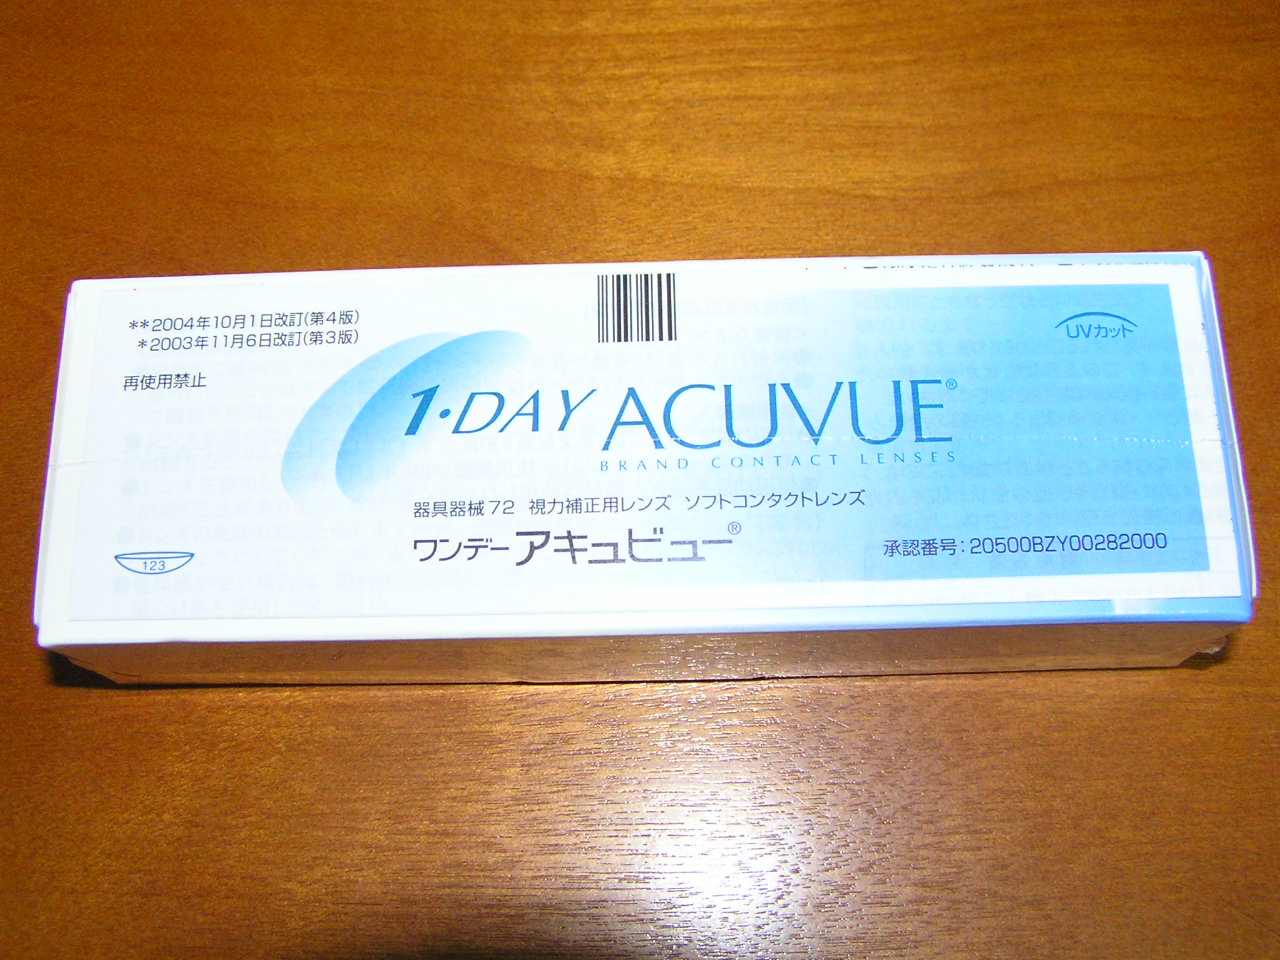 **2004年10月1日改訂(第4版)
*2003年11月6日改訂(第3版)
再使用禁止
UVカット
1・DAY ACUVUE®
BRAND CONTACT LENSES
器具器械72 視力補正用レンズ ソフトコンタクトレンズ
ワンデーアキュビュー®
承認番号:20500BZY00282000
123